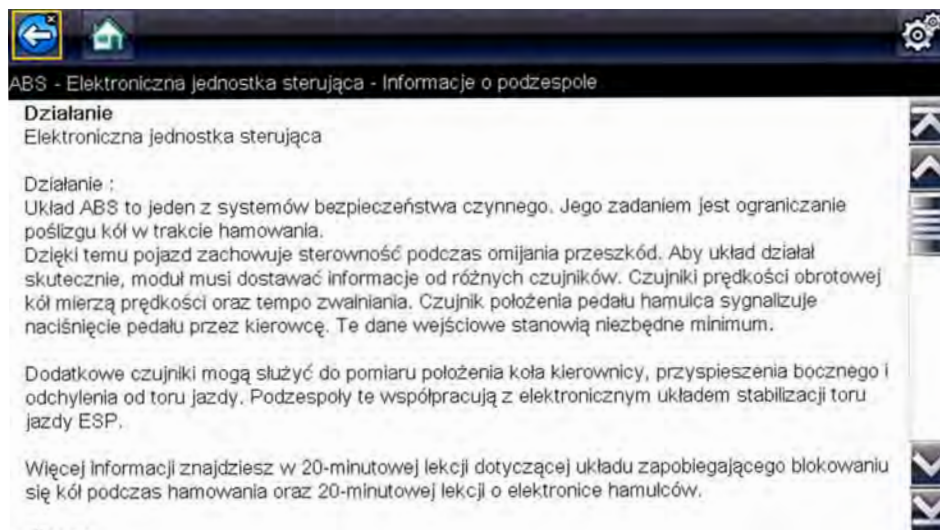 ABS - Elektroniczna jednostka sterująca - Informacje o podzespole
Działanie
Elektroniczna jednostka sterująca
Działanie :
Układ ABS to jeden z systemów bezpieczeństwa czynnego. Jego zadaniem jest ograniczanie
poślizgu kół w trakcie hamowania.
Dzięki temu pojazd zachowuje sterowność podczas omijania przeszkód. Aby układ działał
skutecznie, moduł musi dostawać informacje od różnych czujników. Czujniki prędkości obrotowej
kół mierzą prędkości oraz tempo zwalniania. Czujnik położenia pedału hamulca sygnalizuje
naciśnięcie pedału przez kierowcę. Te dane wejściowe stanowią niezbędne minimum.
Dodatkowe czujniki mogą służyć do pomiaru położenia koła kierownicy, przyspieszenia bocznego i
odchylenia od toru jazdy. Podzespoły te współpracują z elektronicznym układem stabilizacji toru
jazdy ESP.
Więcej informacji znajdziesz w 20-minutowej lekcji dotyczącej układu zapobiegającego blokowaniu
się kół podczas hamowania oraz 20-minutowej lekcji o elektronice hamulców.